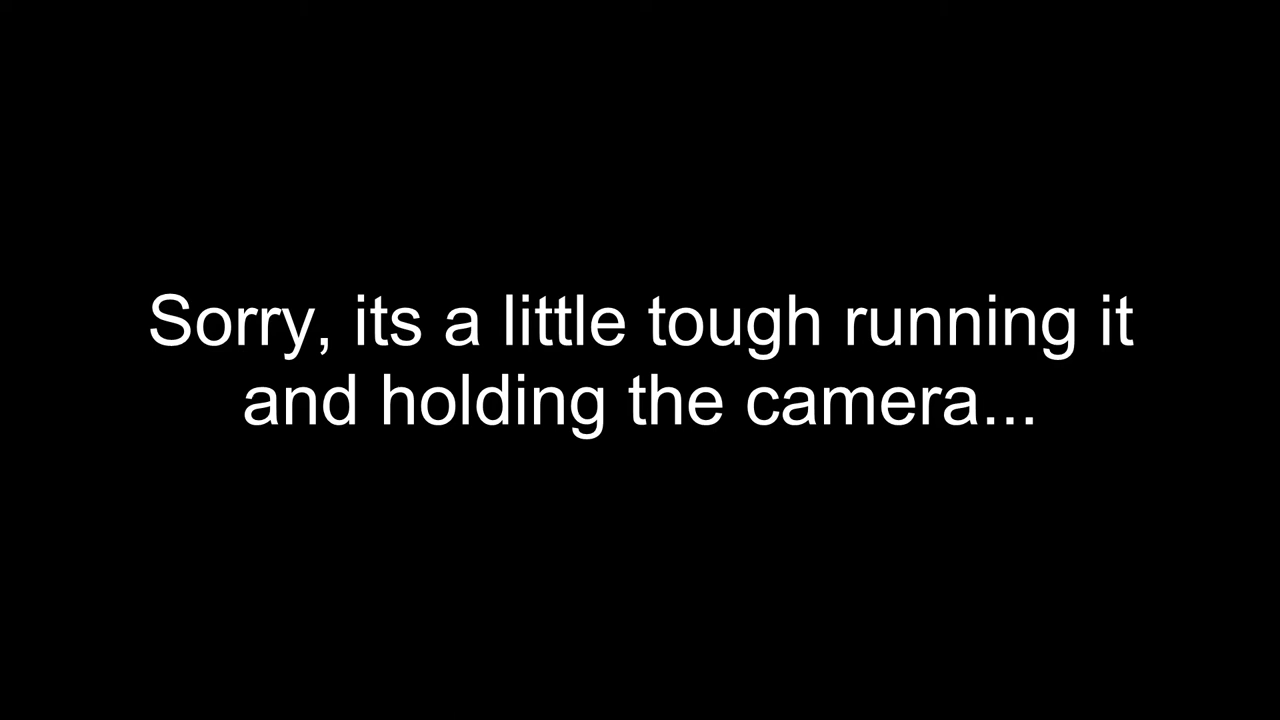 Sorry, its a little tough running it
and holding the camera...